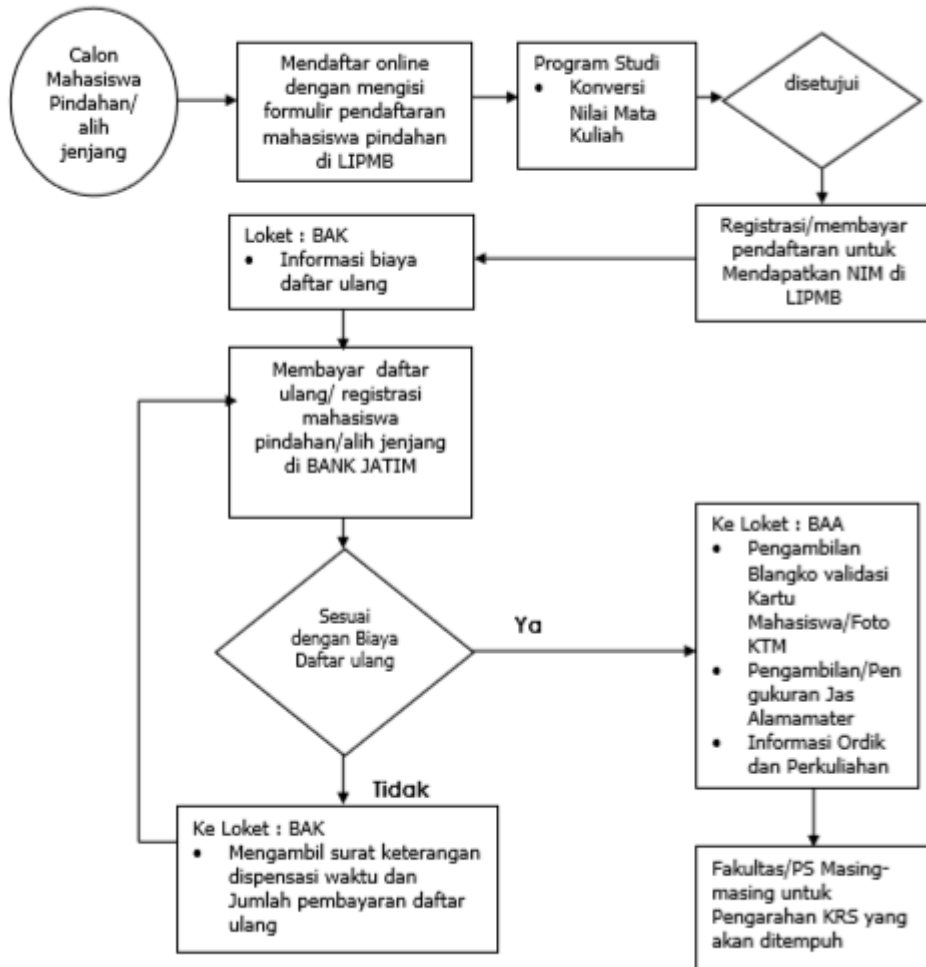 Calon
Mahasiswa
Pindahan/
alih
jenjang
Mendaftar online
dengan mengisi
formulir pendaftaran
mahasiswa pindahan
di LIPMB
Program Studi
• Konversi
Nilai Mata
Kuliah
disetujui
Registrasi/membayar
pendaftaran untuk
Mendapatkan NIM di
LIPMB
Loket : BAK
• Informasi biaya
daftar ulang
Membayar daftar
ulang/ registrasi
mahasiswa
pindahan/alih jenjang
di BANK JATIM
Sesuai
dengan Biaya
Daftar ulang
Ya
Tidak
Ke Loket : BAK
• Mengambil surat keterangan
dispensasi waktu dan
Jumlah pembayaran daftar
ulang
Ke Loket : BAA
• Pengambilan
Blangko validasi
Kartu
Mahasiswa/Foto
KTM
• Pengambilan/Pen
gukuran Jas
Alamamater
• Informasi Ordik
dan Perkuliahan
Fakultas/PS Masing-
masing untuk
Pengarahan KRS yang
akan ditempuh